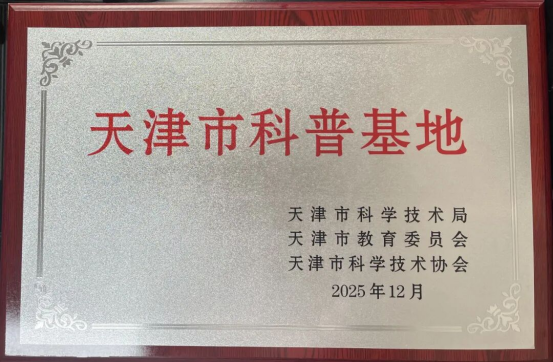 天津市科普基地
天津市科学技术局
天津市教育委员会
天津市科学技术协会
2025年12月